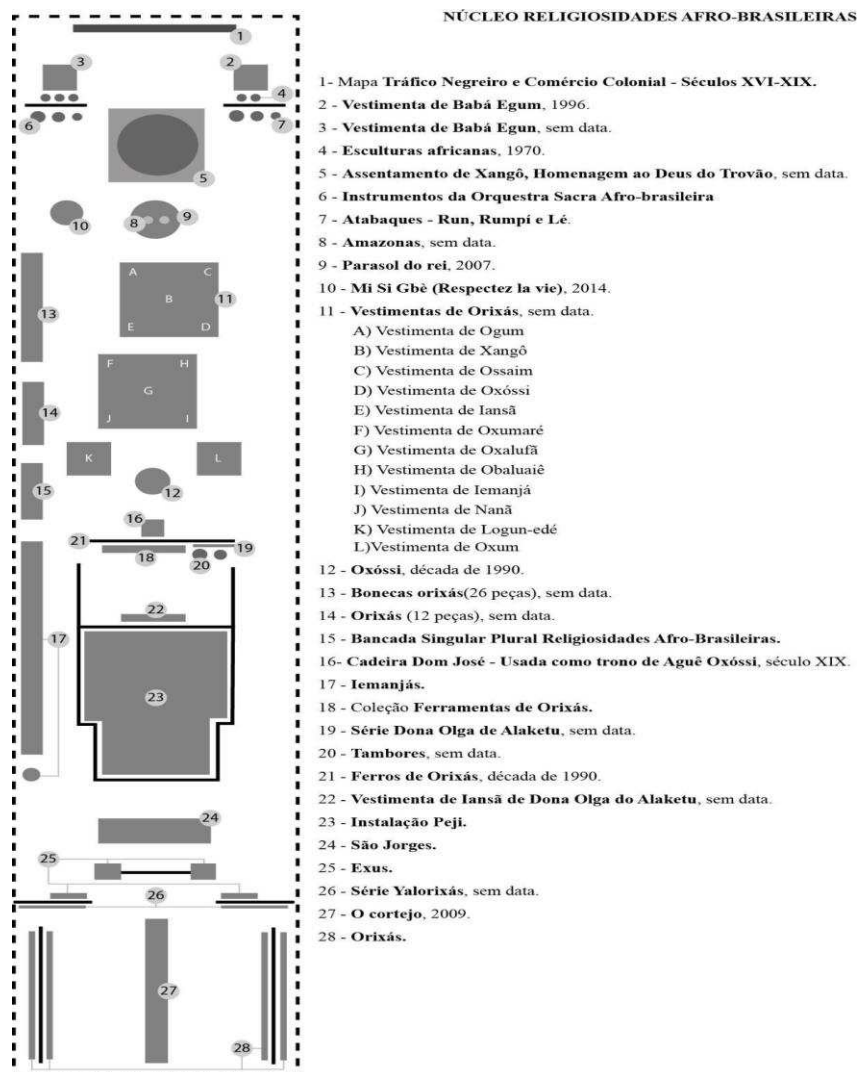 NÚCLEO RELIGIOSIDADES AFRO-BRASILEIRAS
1- Mapa Tráfico Negreiro e Comércio Colonial - Séculos XVI-XIX.
2 - Vestimenta de Babá Egum, 1996.
3 - Vestimenta de Babá Egun, sem data.
4 - Esculturas africanas, 1970.
5 - Assentamento de Xangô, Homenagem ao Deus do Trovão, sem data.
6 - Instrumentos da Orquestra Sacra Afro-brasileira
7 - Atabaques - Run, Rumpí e Lé.
8 - Amazonas, sem data.
9 - Parasol do rei, 2007.
10 - Mi Si Gbè (Respectez la vie), 2014.
11 - Vestimentas de Orixás, sem data.
A) Vestimenta de Ogum
B) Vestimenta de Xangô
C) Vestimenta de Ossaim
D) Vestimenta de Oxóssi
E) Vestimenta de Iansã
F) Vestimenta de Oxumaré
G) Vestimenta de Oxalufã
H) Vestimenta de Obaluaiê
I) Vestimenta de Iemanjá
J) Vestimenta de Nanã
K) Vestimenta de Logun-edé
L)Vestimenta de Oxum
12 - Oxóssi, década de 1990.
13 - Bonecas orixás(26 peças), sem data.
14 - Orixás (12 peças), sem data.
15 - Bancada Singular Plural Religiosidades Afro-Brasileiras.
16- Cadeira Dom José - Usada como trono de Aguê Oxóssi, século XIX.
17 - Iemanjás.
18 - Coleção Ferramentas de Orixás.
19 - Série Dona Olga de Alaketu, sem data.
20 - Tambores, sem data.
21 - Ferros de Orixás, década de 1990.
22 - Vestimenta de Iansã de Dona Olga do Alaketu, sem data.
23 - Instalação Peji.
24 - São Jorges.
25 - Exus.
26 - Série Yalorixás, sem data.
27 - O cortejo, 2009.
28 - Orixás.
1
3 2
4
6 7
5
10 8 9
A C
13 B 11
E D
F H
14 G
J I
K L
15 12
16
21 18 19
20
22
17
23
24
25
26
27
28